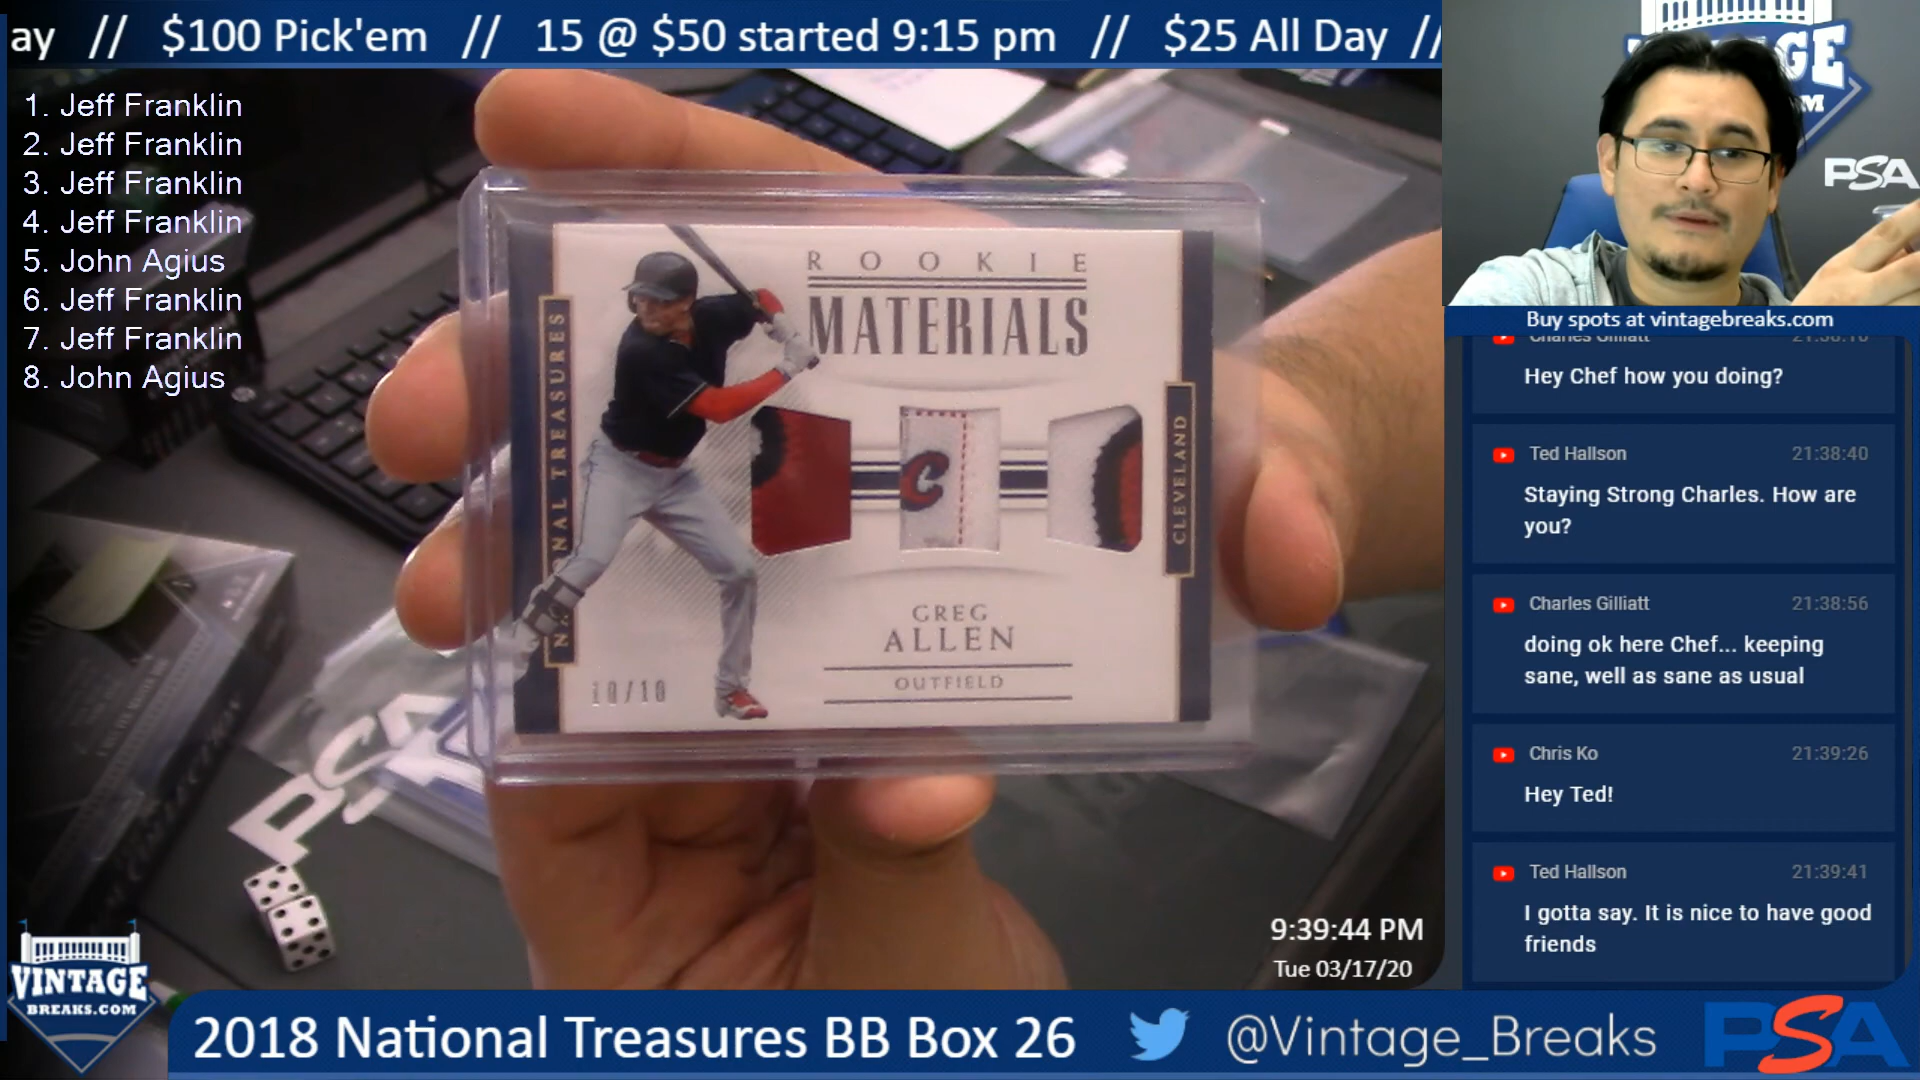 ay // $100 Pick'em // 15 @ $50 started 9:15 pm // $25 All Day //
1. Jeff Franklin
2. Jeff Franklin
3. Jeff Franklin
4. Jeff Franklin
5. John Agius
6. Jeff Franklin
7. Jeff Franklin
8. John Agius
ROOKIE
MATERIALS
NATIONAL TREASURES
CLEVELAND
C
GREG
ALLEN
OUTFIELD
10/10
PSA
GE
M
PSA
Buy spots at vintagebreaks.com
Charles Gilliatt
Hey Chef how you doing?
Ted Hallson 21:38:40
Staying Strong Charles. How are
you?
Charles Gilliatt 21:38:56
doing ok here Chef... keeping
sane, well as sane as usual
Chris Ko 21:39:26
Hey Ted!
Ted Hallson 21:39:41
I gotta say. It is nice to have good
friends
9:39:44 PM
Tue 03/17/20
VINTAGE
BREAKS.COM
2018 National Treasures BB Box 26
@Vintage_Breaks
PSA